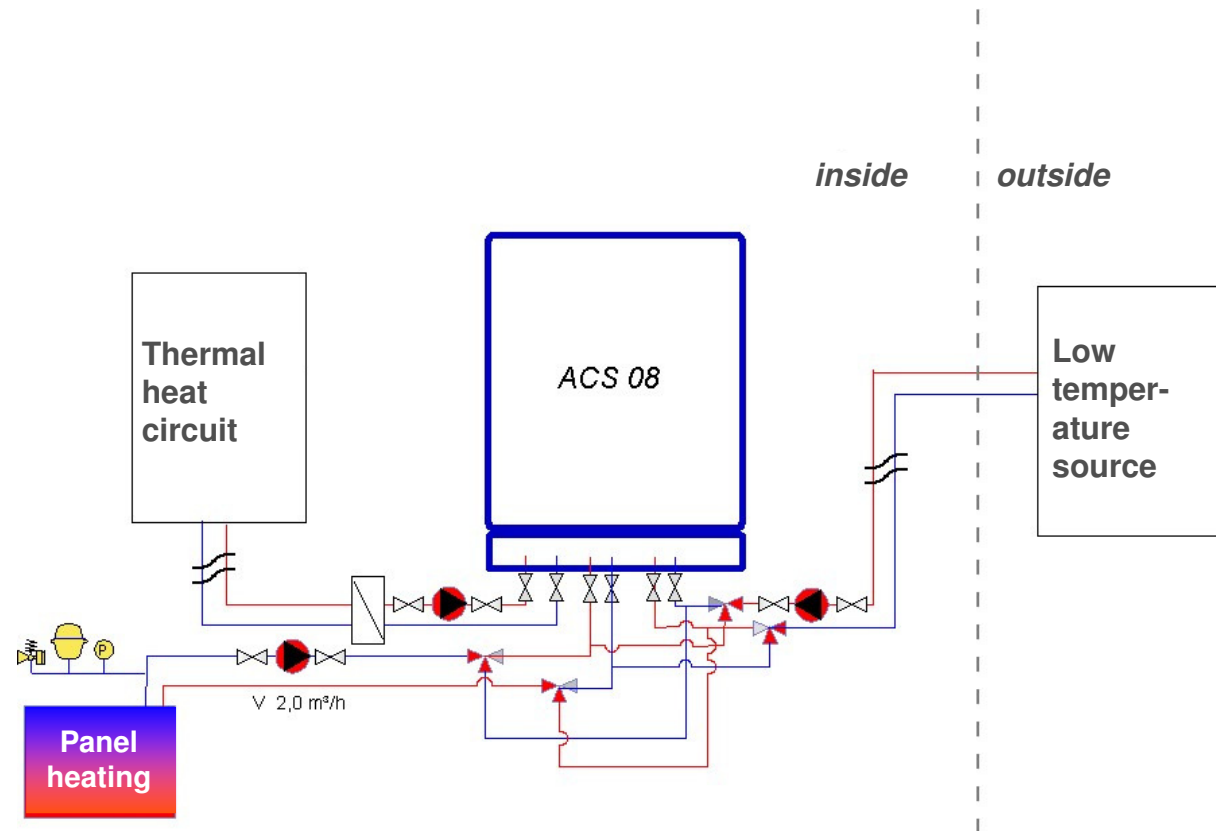 inside
outside
Thermal
heat
circuit
ACS 08
Low
temper-
ature
source
P
V 2,0 m³/h
Panel
heating